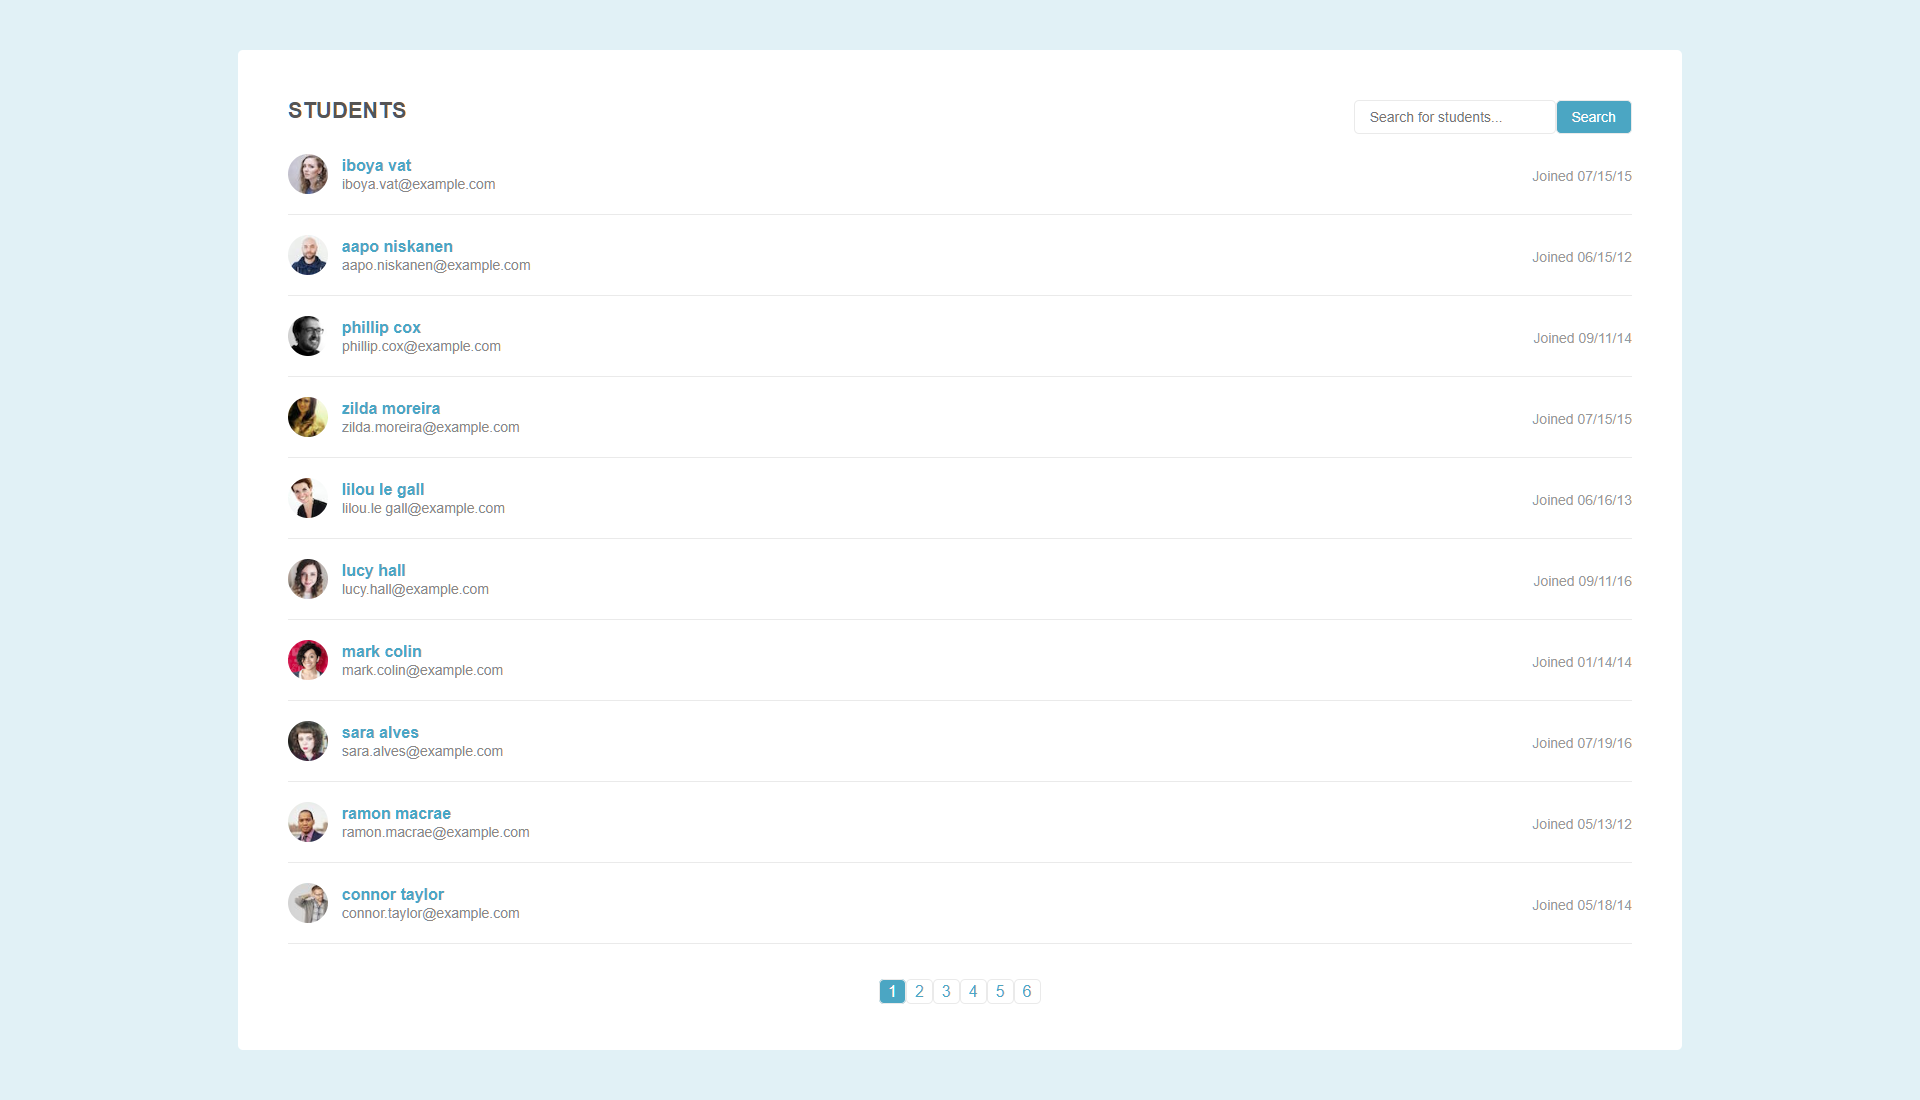 STUDENTS
Search for students...
Search
iboya vat
iboya.vat@example.com
Joined 07/15/15
aapo niskanen
aapo.niskanen@example.com
Joined 06/15/12
phillip cox
phillip.cox@example.com
Joined 09/11/14
zilda moreira
zilda.moreira@example.com
Joined 07/15/15
lilou le gall
lilou.le gall@example.com
Joined 06/16/13
lucy hall
lucy.hall@example.com
Joined 09/11/16
mark colin
mark.colin@example.com
Joined 01/14/14
sara alves
sara.alves@example.com
Joined 07/19/16
ramon macrae
ramon.macrae@example.com
Joined 05/13/12
connor taylor
connor.taylor@example.com
Joined 05/18/14
1 2 3 4 5 6